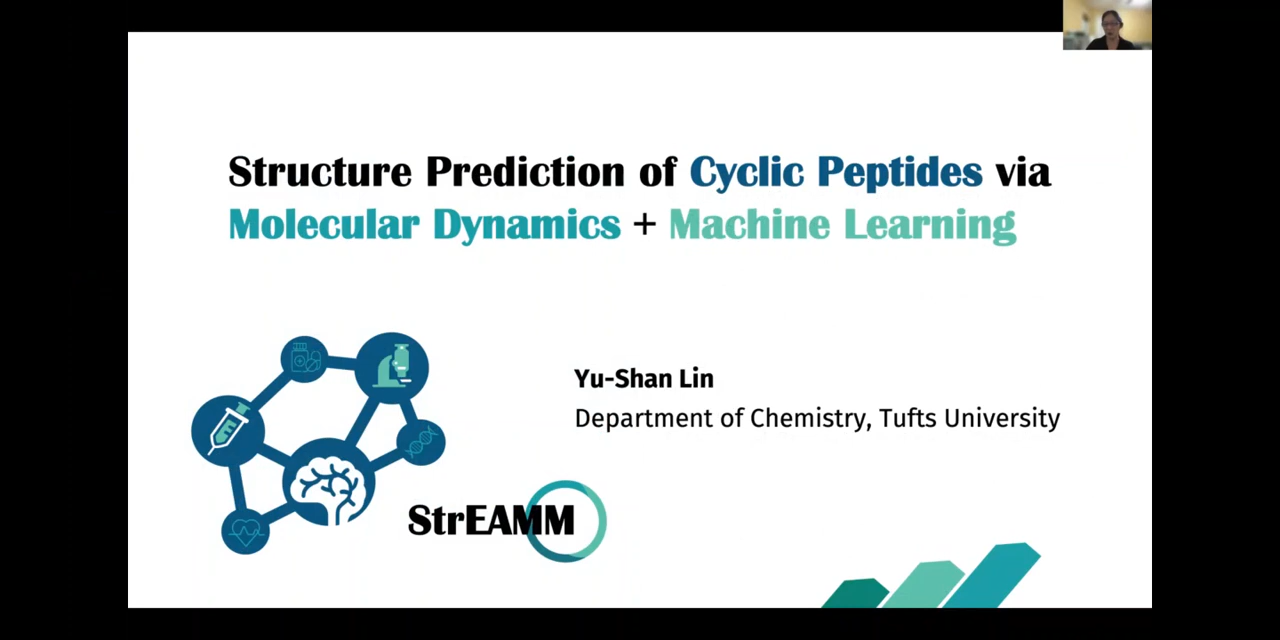 Structure Prediction of Cyclic Peptides via
Molecular Dynamics + Machine Learning
Yu-Shan Lin
Department of Chemistry, Tufts University
StrEAMM